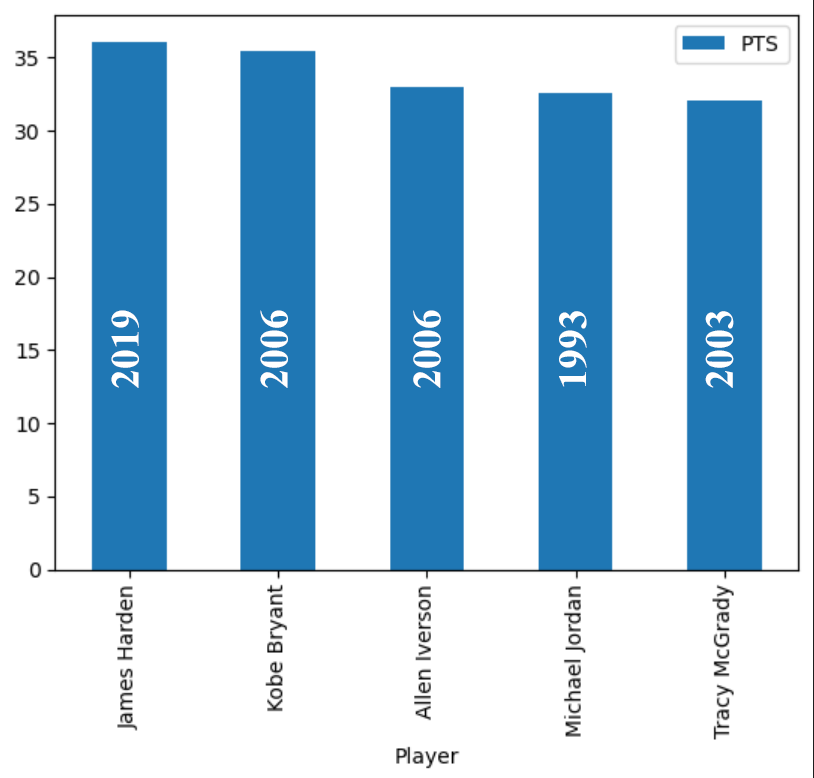 PTS
35
30
25
20
15
10
5
0
2019
2006
2006
1993
2003
James Harden
Kobe Bryant
Allen Iverson
Michael Jordan
Tracy McGrady
Player